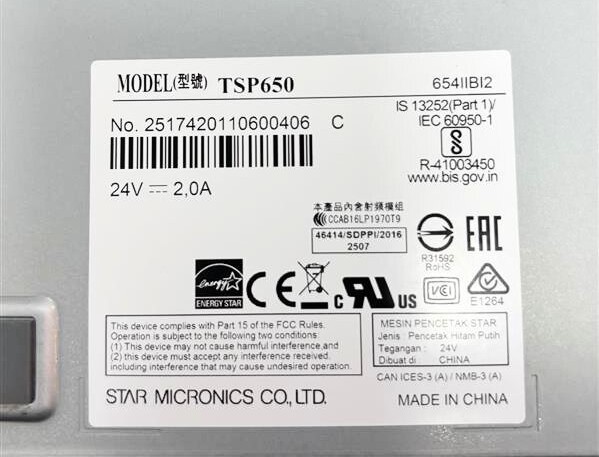 MODEL(型號) TSP650 654IIBI2
No. 2517420110600406 C
IS 13252(Part 1)/
IEC 60950-1
R-41003450
www.bis.gov.in
24V ⎓ 2,0A
本產品內含射頻模組
CCAB16LP1970T9
46414/SDPPI/2016
2507
R31592
RoHS
EAC
energy
ENERGY STAR
CE
c RU US
VCI
E1264
This device complies with Part 15 of the FCC Rules.
Operation is subject to the following two conditions:
(1) This device may not cause harmful interference,and
(2) this device must accept any interference received,
including interference that may cause undesired operation.
MESIN PENCETAK STAR
Jenis : Pencetak Hitam Putih
Tegangan : 24V
Dibuat di : CHINA
CAN ICES-3 (A) / NMB-3 (A)
STAR MICRONICS CO., LTD.
MADE IN CHINA